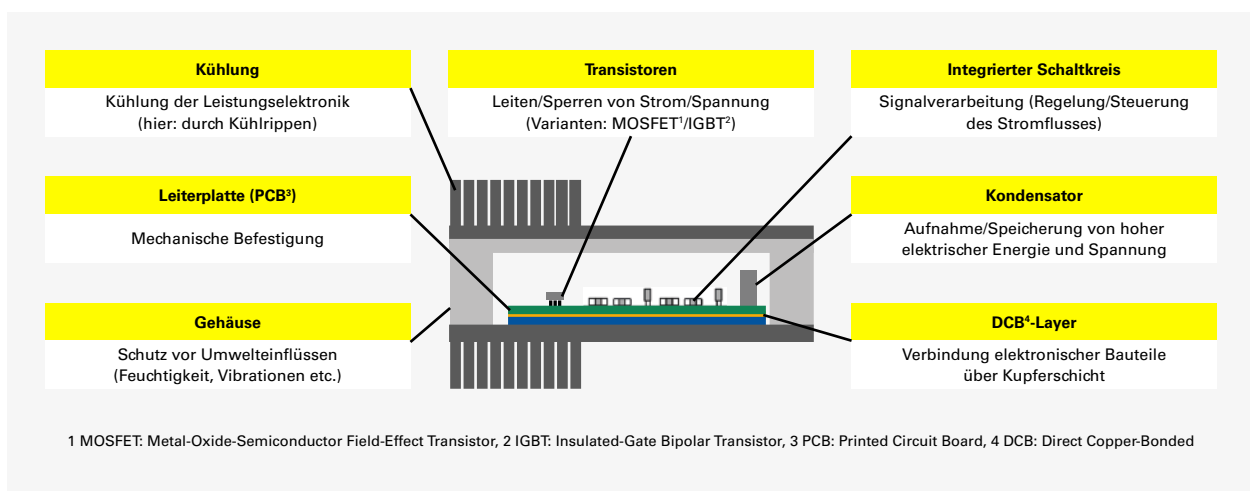 Kühlung
Kühlung der Leistungselektronik
(hier: durch Kühlrippen)
Transistoren
Leiten/Sperren von Strom/Spannung
(Varianten: MOSFET¹/IGBT²)
Integrierter Schaltkreis
Signalverarbeitung (Regelung/Steuerung
des Stromflusses)
Leiterplatte (PCB³)
Mechanische Befestigung
Kondensator
Aufnahme/Speicherung von hoher
elektrischer Energie und Spannung
Gehäuse
Schutz vor Umwelteinflüssen
(Feuchtigkeit, Vibrationen etc.)
DCB⁴-Layer
Verbindung elektronischer Bauteile
über Kupferschicht
1 MOSFET: Metal-Oxide-Semiconductor Field-Effect Transistor, 2 IGBT: Insulated-Gate Bipolar Transistor, 3 PCB: Printed Circuit Board, 4 DCB: Direct Copper-Bonded